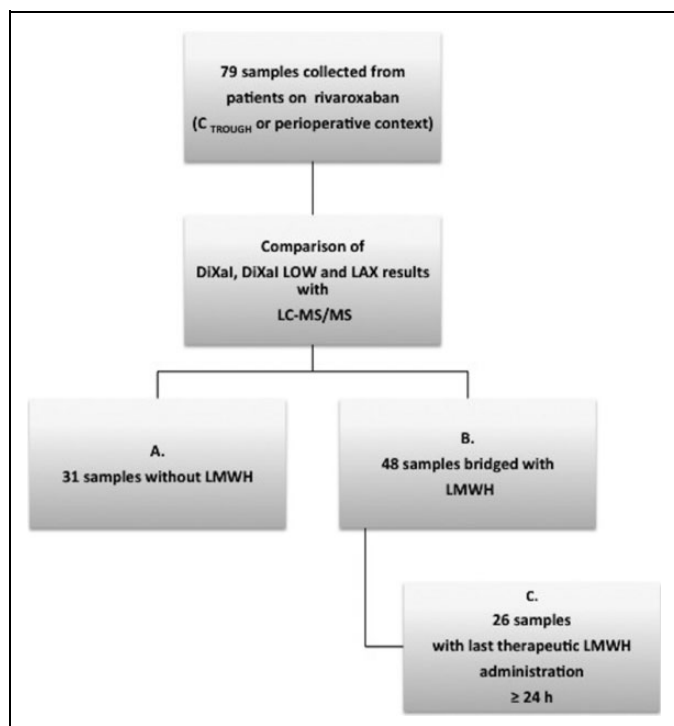 79 samples collected from
patients on rivaroxaban
(C TROUGH or perioperative context)
Comparison of
DiXaI, DiXaI LOW and LAX results
with
LC-MS/MS
A.
31 samples without LMWH
B.
48 samples bridged with
LMWH
C.
26 samples
with last therapeutic LMWH
administration
≥ 24 h